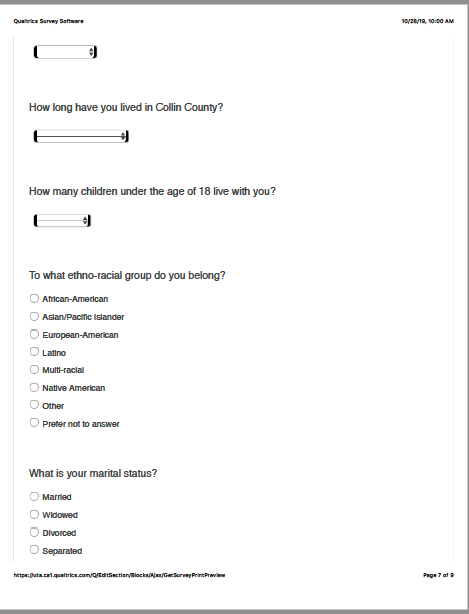 Qualtrics Survey Software
10/28/19, 10:00 AM
How long have you lived in Collin County?
How many children under the age of 18 live with you?
To what ethno-racial group do you belong?
African-American
Asian/Pacific Islander
European-American
Latino
Multi-racial
Native American
Other
Prefer not to answer
What is your marital status?
Married
Widowed
Divorced
Separated
https://uta.ca1.qualtrics.com/Q/EditSection/Blocks/Ajax/GetSurveyPrintPreview
Page 7 of 9